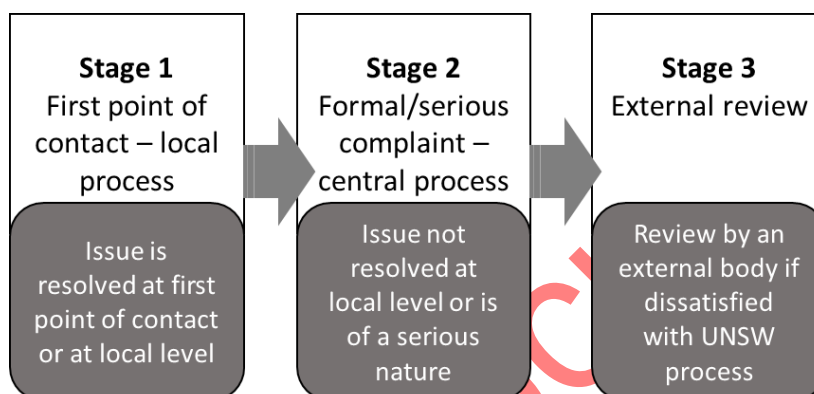 Stage 1
First point of
contact – local
process
Issue is
resolved at first
point of contact
or at local level
Stage 2
Formal/serious
complaint –
central process
Issue not
resolved at
local level or is
of a serious
nature
Stage 3
External review
Review by an
external body if
dissatisfied
with UNSW
process